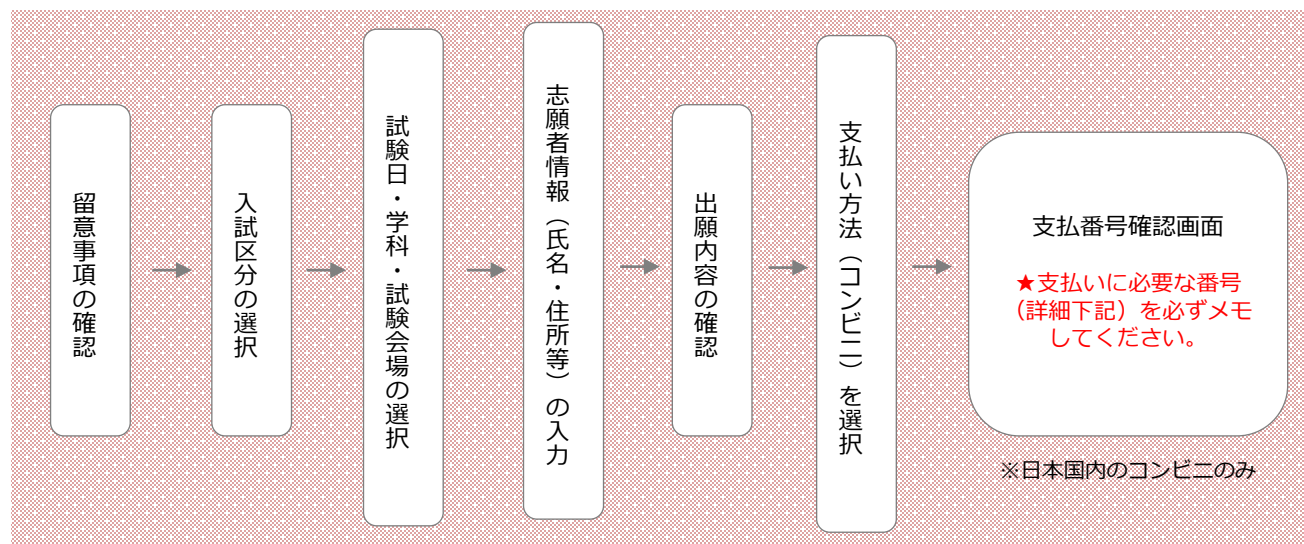 留意事項の確認
入試区分の選択
試験日・学科・試験会場の選択
志願者情報（氏名・住所等）の入力
出願内容の確認
支払い方法（コンビニ）を選択
支払番号確認画面
★支払いに必要な番号
（詳細下記）を必ずメモ
してください。
※日本国内のコンビニのみ